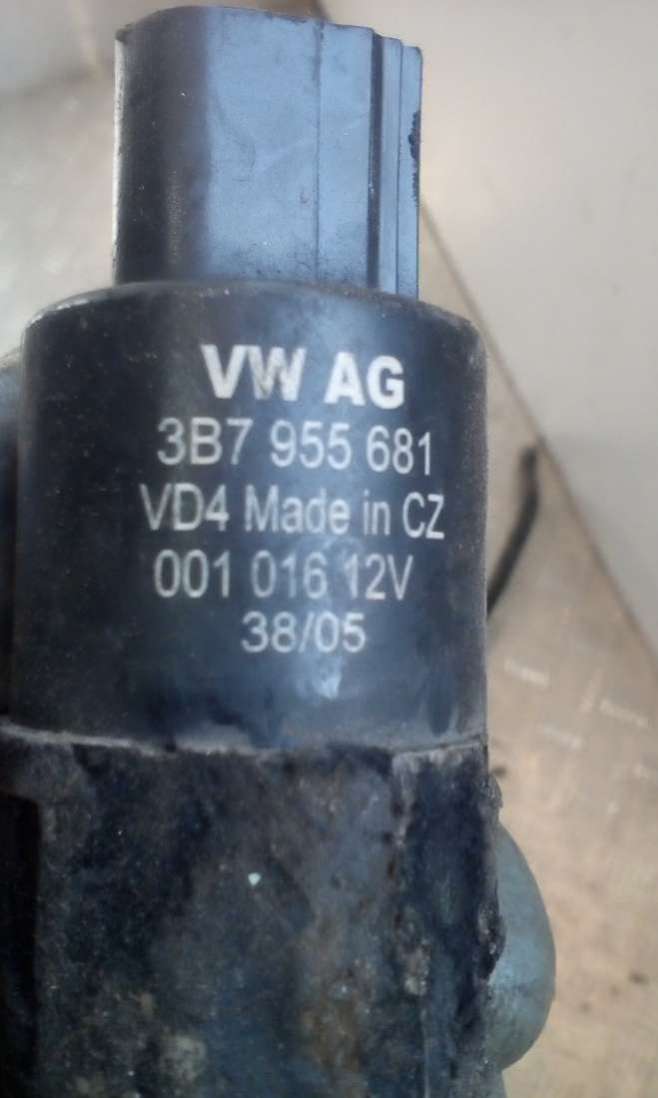 VW AG
3B7 955 681
VD4 Made in CZ
001 016 12V
38/05